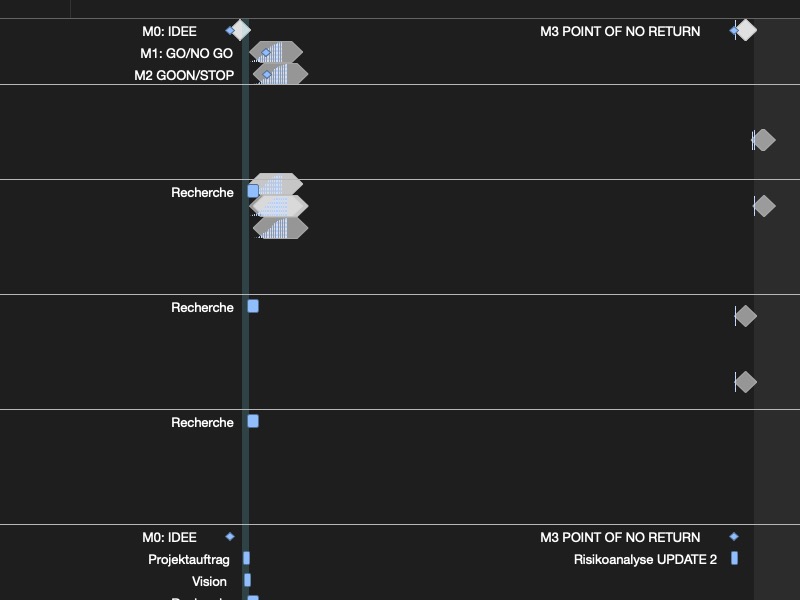 M0: IDEE M3 POINT OF NO RETURN
M1: GO/NO GO
M2 GOON/STOP
Recherche
Recherche
Recherche
M0: IDEE M3 POINT OF NO RETURN
Projektauftrag Risikoanalyse UPDATE 2
Vision